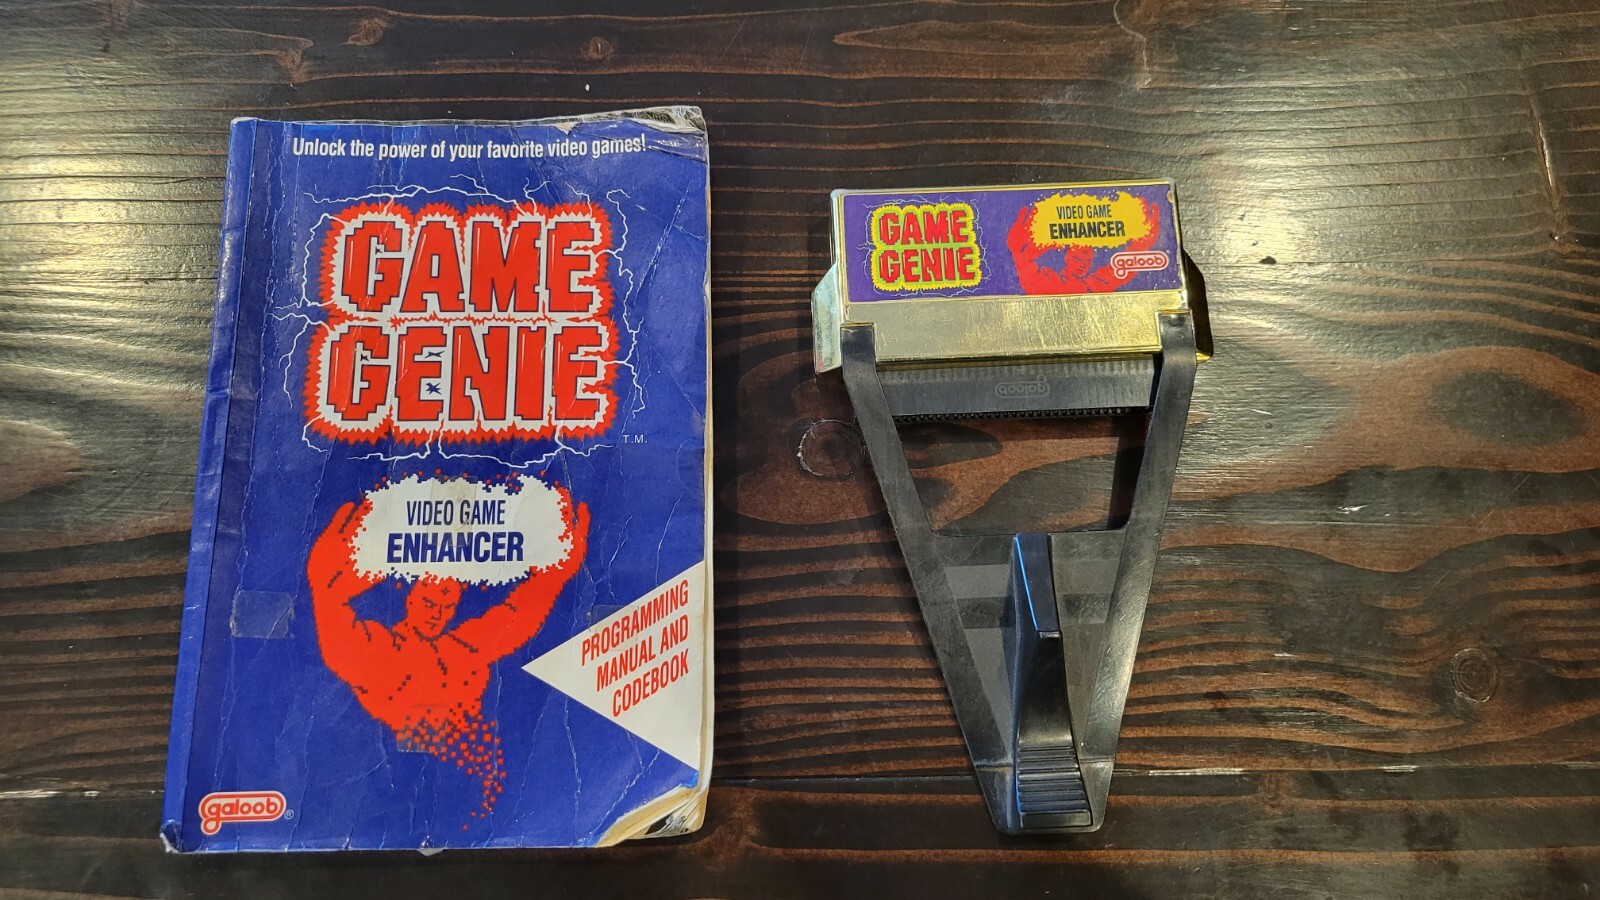 Unlock the power of your favorite video games!
GAME
GENIE
T.M.
VIDEO GAME
ENHANCER
PROGRAMMING
MANUAL AND
CODEBOOK
galoob®
GAME
GENIE
VIDEO GAME
ENHANCER
galoob
galoob